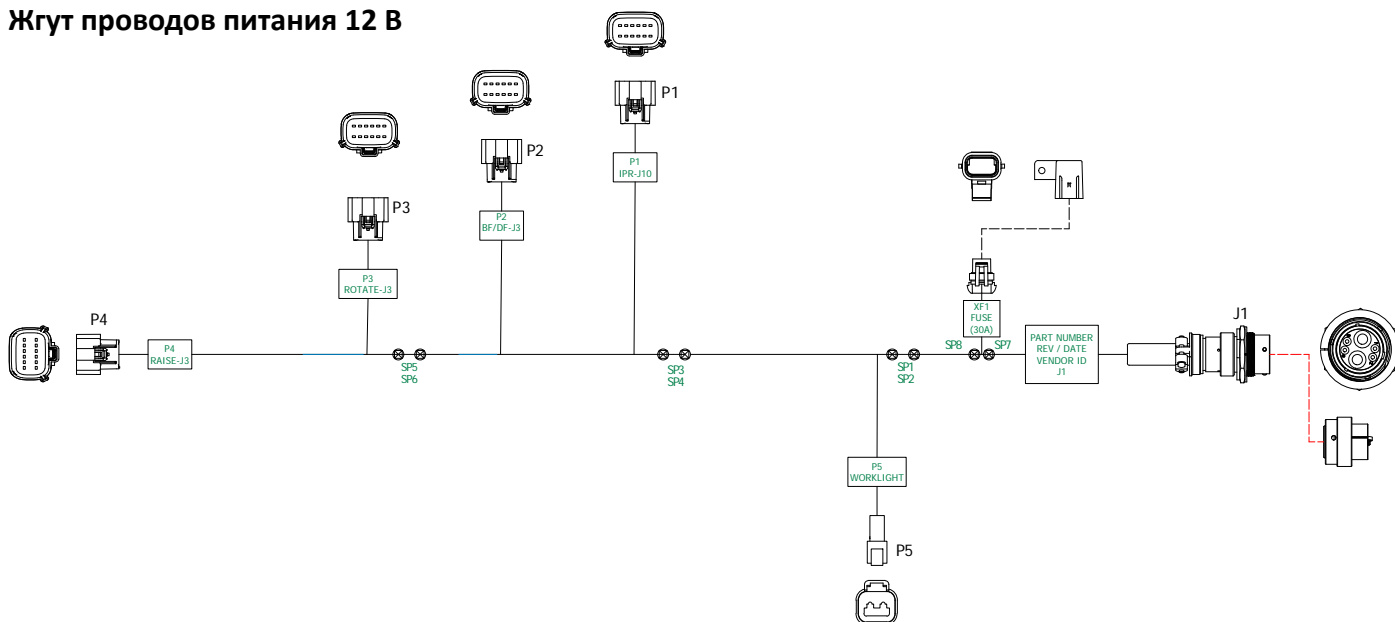 Жгут проводов питания 12 В
P1
P1
IPR-J10
P2
P2
BF/DF-J3
P3
P3
ROTATE-J3
P4
P4
RAISE-J3
SP5
SP6
SP3
SP4
SP1
SP2
SP8
SP7
XF1
FUSE
(30A)
PART NUMBER
REV / DATE
VENDOR ID
J1
J1
P5
WORKLIGHT
P5